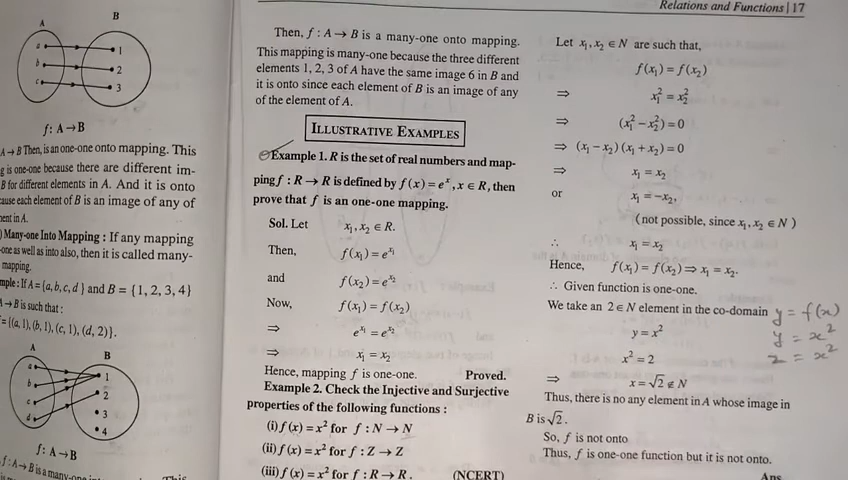 Relations and Functions | 17
A
B
a
b
c
1
2
3
f: A→B
A→B Then, is an one-one onto mapping. This
g is one-one because there are different im-
B for different elements in A. And it is onto
ause each element of B is an image of any of
ment in A.
) Many-one Into Mapping : If any mapping
-one as well as into also, then it is called many-
mapping.
mple : If A = {a, b, c, d} and B = {1, 2, 3, 4}
A→B is such that :
= {(a, 1), (b, 1), (c, 1), (d, 2)}.
A
B
a
b
c
d
1
2
3
4
f: A→B
f : A→B is a many-one
This
Then, f : A → B is a many-one onto mapping.
This mapping is many-one because the three different
elements 1, 2, 3 of A have the same image 6 in B and
it is onto since each element of B is an image of any
of the element of A.
ILLUSTRATIVE EXAMPLES
Example 1. R is the set of real numbers and map-
ping f : R → R is defined by f(x) = eˣ, x ∈ R, then
prove that f is an one-one mapping.
Sol. Let x₁, x₂ ∈ R.
Then, f(x₁) = e^x₁
and f(x₂) = e^x₂
Now, f(x₁) = f(x₂)
⇒ e^x₁ = e^x₂
⇒ x₁ = x₂
Hence, mapping f is one-one. Proved.
Example 2. Check the Injective and Surjective
properties of the following functions :
(i) f(x) = x² for f : N → N
(ii) f(x) = x² for f : Z → Z
(iii) f(x) = x² for f : R → R. (NCERT)
Let x₁, x₂ ∈ N are such that,
f(x₁) = f(x₂)
⇒ x₁² = x₂²
⇒ (x₁² − x₂²) = 0
⇒ (x₁ − x₂) (x₁ + x₂) = 0
⇒ x₁ = x₂
or x₁ = −x₂,
(not possible, since x₁, x₂ ∈ N)
∴ x₁ = x₂
Hence, f(x₁) = f(x₂) ⇒ x₁ = x₂.
∴ Given function is one-one.
We take an 2 ∈ N element in the co-domain
y = x²
x² = 2
⇒ x = √2 ∉ N
Thus, there is no any element in A whose image in
B is √2.
So, f is not onto
Thus, f is one-one function but it is not onto.
Ans.
y = f(x)
y = x²
2 = x²